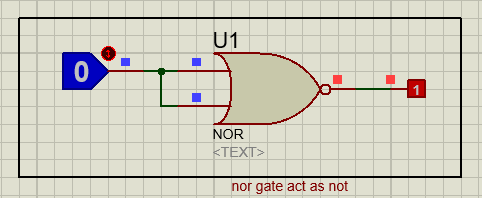 U1
0
1
NOR
<TEXT>
nor gate act as not